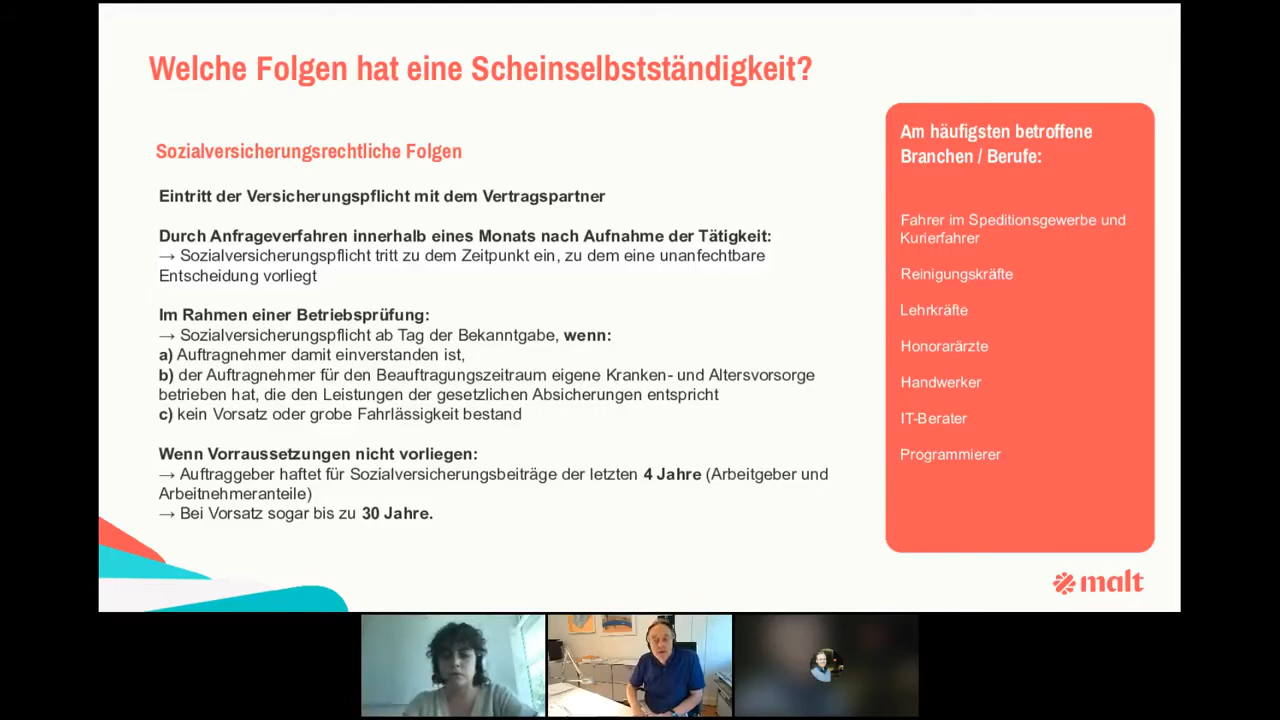 Welche Folgen hat eine Scheinselbstständigkeit?
Sozialversicherungsrechtliche Folgen
Eintritt der Versicherungspflicht mit dem Vertragspartner
Durch Anfrageverfahren innerhalb eines Monats nach Aufnahme der Tätigkeit:
→ Sozialversicherungspflicht tritt zu dem Zeitpunkt ein, zu dem eine unanfechtbare
Entscheidung vorliegt
Im Rahmen einer Betriebsprüfung:
→ Sozialversicherungspflicht ab Tag der Bekanntgabe, wenn:
a) Auftragnehmer damit einverstanden ist,
b) der Auftragnehmer für den Beauftragungszeitraum eigene Kranken- und Altersvorsorge
betrieben hat, die den Leistungen der gesetzlichen Absicherungen entspricht
c) kein Vorsatz oder grobe Fahrlässigkeit bestand
Wenn Vorraussetzungen nicht vorliegen:
→ Auftraggeber haftet für Sozialversicherungsbeiträge der letzten 4 Jahre (Arbeitgeber und
Arbeitnehmeranteile)
→ Bei Vorsatz sogar bis zu 30 Jahre.
Am häufigsten betroffene
Branchen / Berufe:
Fahrer im Speditionsgewerbe und
Kurierfahrer
Reinigungskräfte
Lehrkräfte
Honorarärzte
Handwerker
IT-Berater
Programmierer
malt